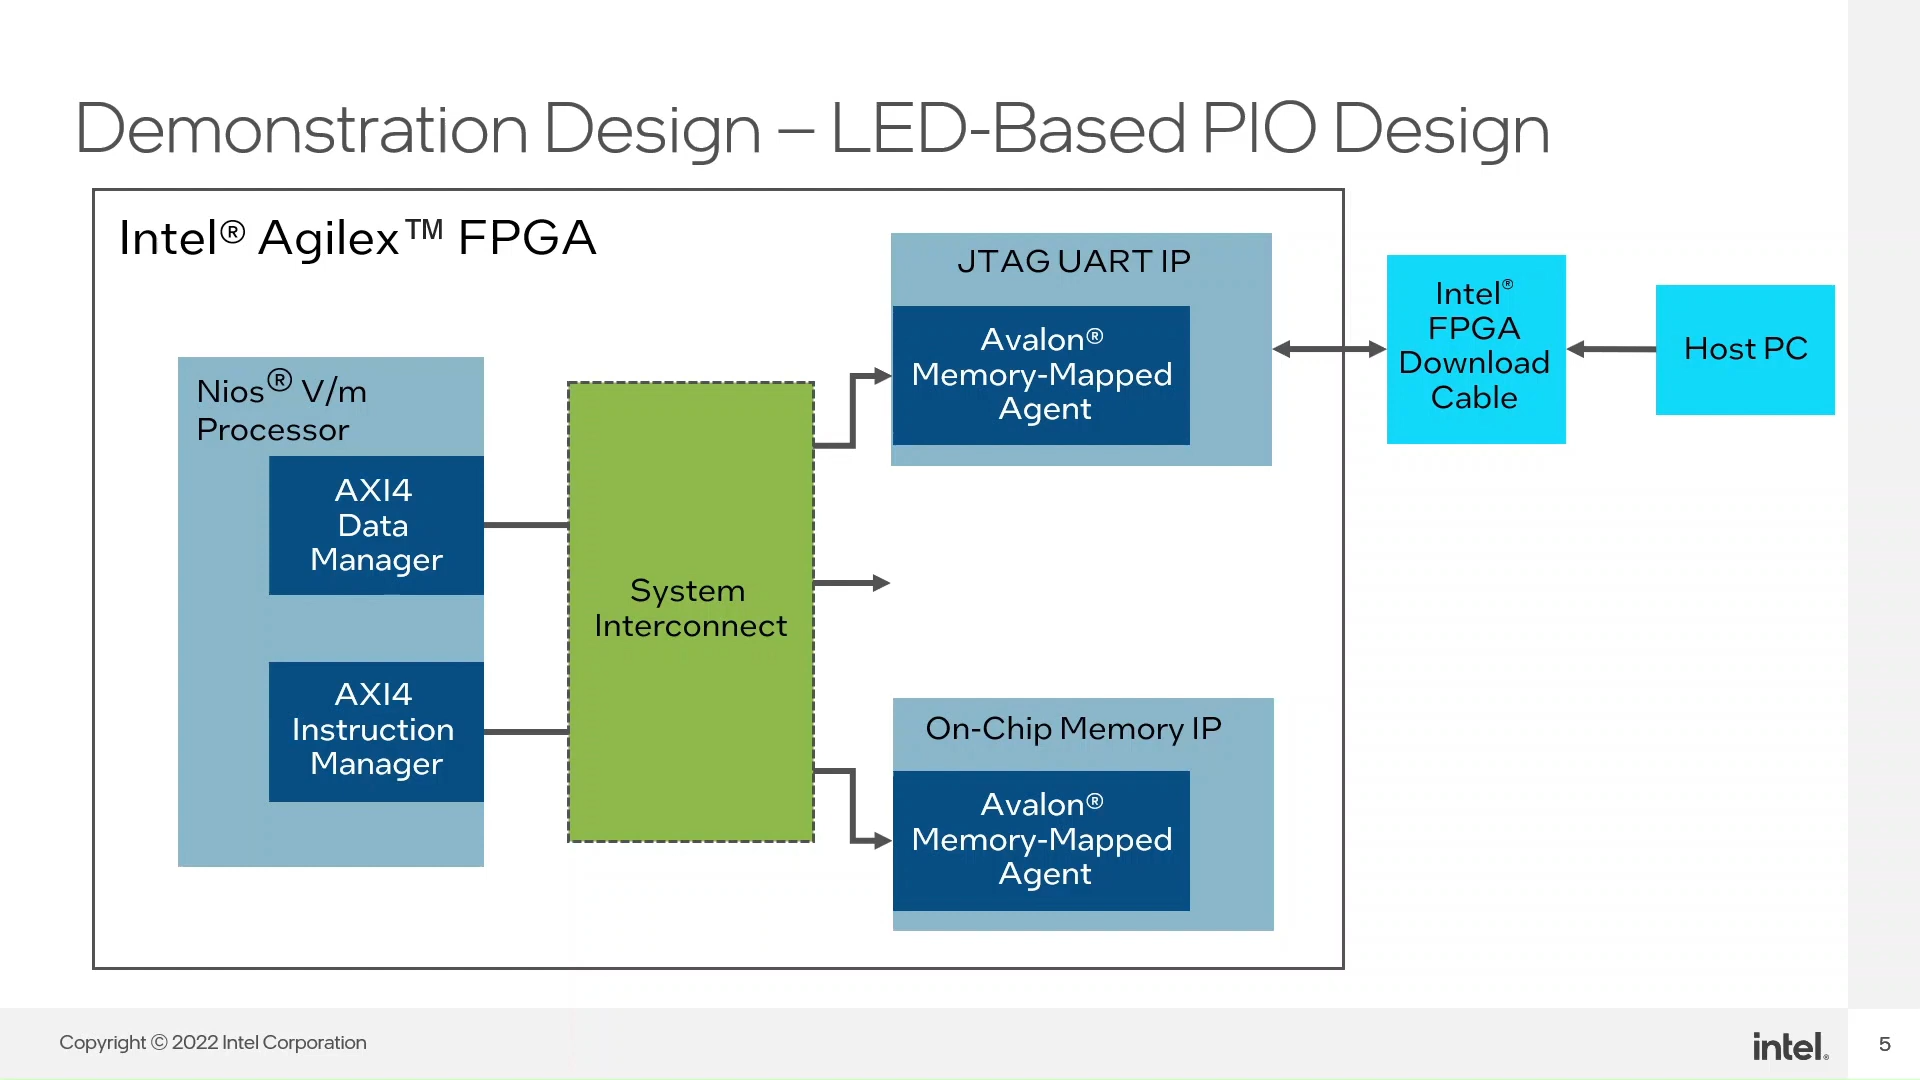 Demonstration Design – LED-Based PIO Design
Intel® Agilex™ FPGA
Nios® V/m
Processor
AXI4
Data
Manager
AXI4
Instruction
Manager
System
Interconnect
JTAG UART IP
Avalon®
Memory-Mapped
Agent
On-Chip Memory IP
Avalon®
Memory-Mapped
Agent
Intel®
FPGA
Download
Cable
Host PC
Copyright © 2022 Intel Corporation
intel.
5